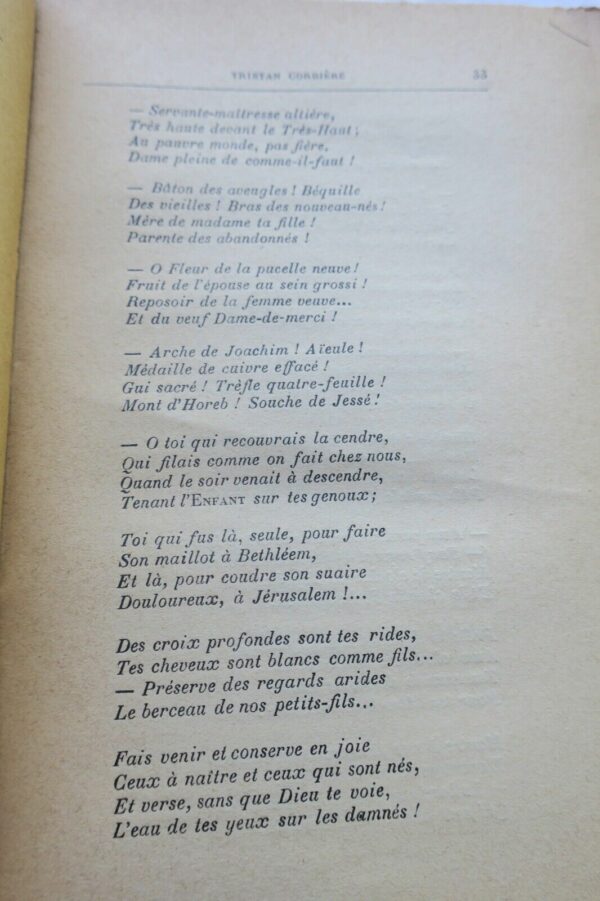 TRISTAN CORBIÈRE 33
— Servante-maîtresse altière,
Très haute devant le Très-Haut ;
Au pauvre monde, pas fière,
Dame pleine de comme-il-faut !
— Bâton des aveugles ! Béquille
Des vieilles ! Bras des nouveau-nés !
Mère de madame ta fille !
Parente des abandonnés !
— O Fleur de la pucelle neuve !
Fruit de l'épouse au sein grossi !
Reposoir de la femme veuve...
Et du veuf Dame-de-merci !
— Arche de Joachim ! Aïeule !
Médaille de cuivre effacé !
Gui sacré ! Trèfle quatre-feuille !
Mont d'Horeb ! Souche de Jessé !
— O toi qui recouvrais la cendre,
Qui filais comme on fait chez nous,
Quand le soir venait à descendre,
Tenant l'ENFANT sur tes genoux ;
Toi qui fus là, seule, pour faire
Son maillot à Bethléem,
Et là, pour coudre son suaire
Douloureux, à Jérusalem !...
Des croix profondes sont tes rides,
Tes cheveux sont blancs comme fils...
— Préserve des regards arides
Le berceau de nos petits-fils...
Fais venir et conserve en joie
Ceux à naitre et ceux qui sont nés,
Et verse, sans que Dieu te voie,
L'eau de tes yeux sur les damnés !